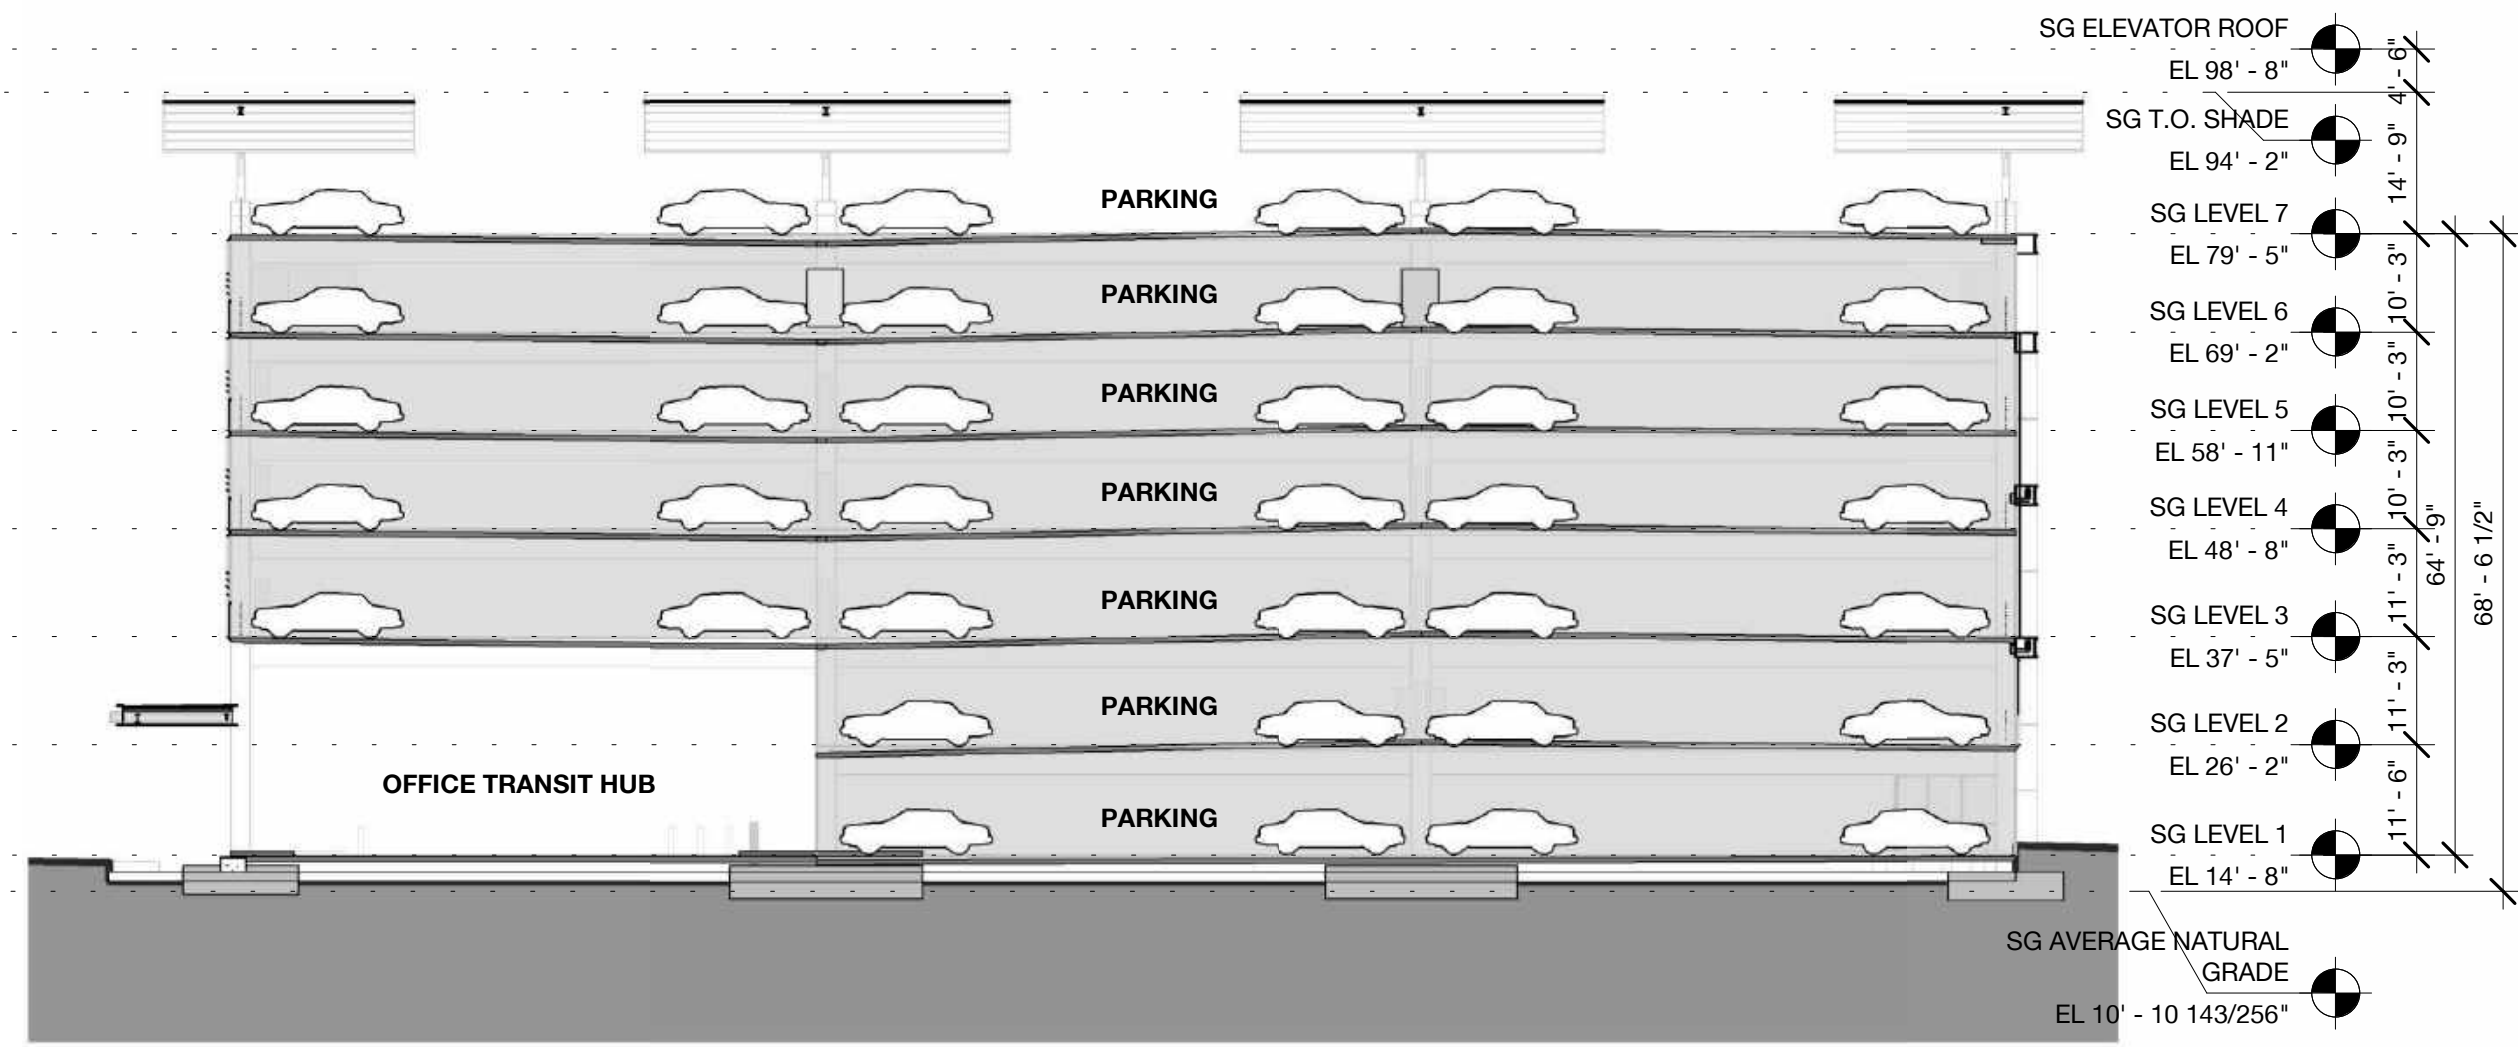 SG ELEVATOR ROOF
EL 98' - 8"
4' - 6"
SG T.O. SHADE
EL 94' - 2"
14' - 9"
PARKING
SG LEVEL 7
EL 79' - 5"
10' - 3"
PARKING
SG LEVEL 6
EL 69' - 2"
10' - 3"
PARKING
SG LEVEL 5
EL 58' - 11"
10' - 3"
PARKING
SG LEVEL 4
EL 48' - 8"
11' - 3"
64' - 9"
68' - 6 1/2"
PARKING
SG LEVEL 3
EL 37' - 5"
11' - 3"
PARKING
SG LEVEL 2
EL 26' - 2"
11' - 6"
OFFICE TRANSIT HUB
PARKING
SG LEVEL 1
EL 14' - 8"
SG AVERAGE NATURAL
GRADE
EL 10' - 10 143/256"